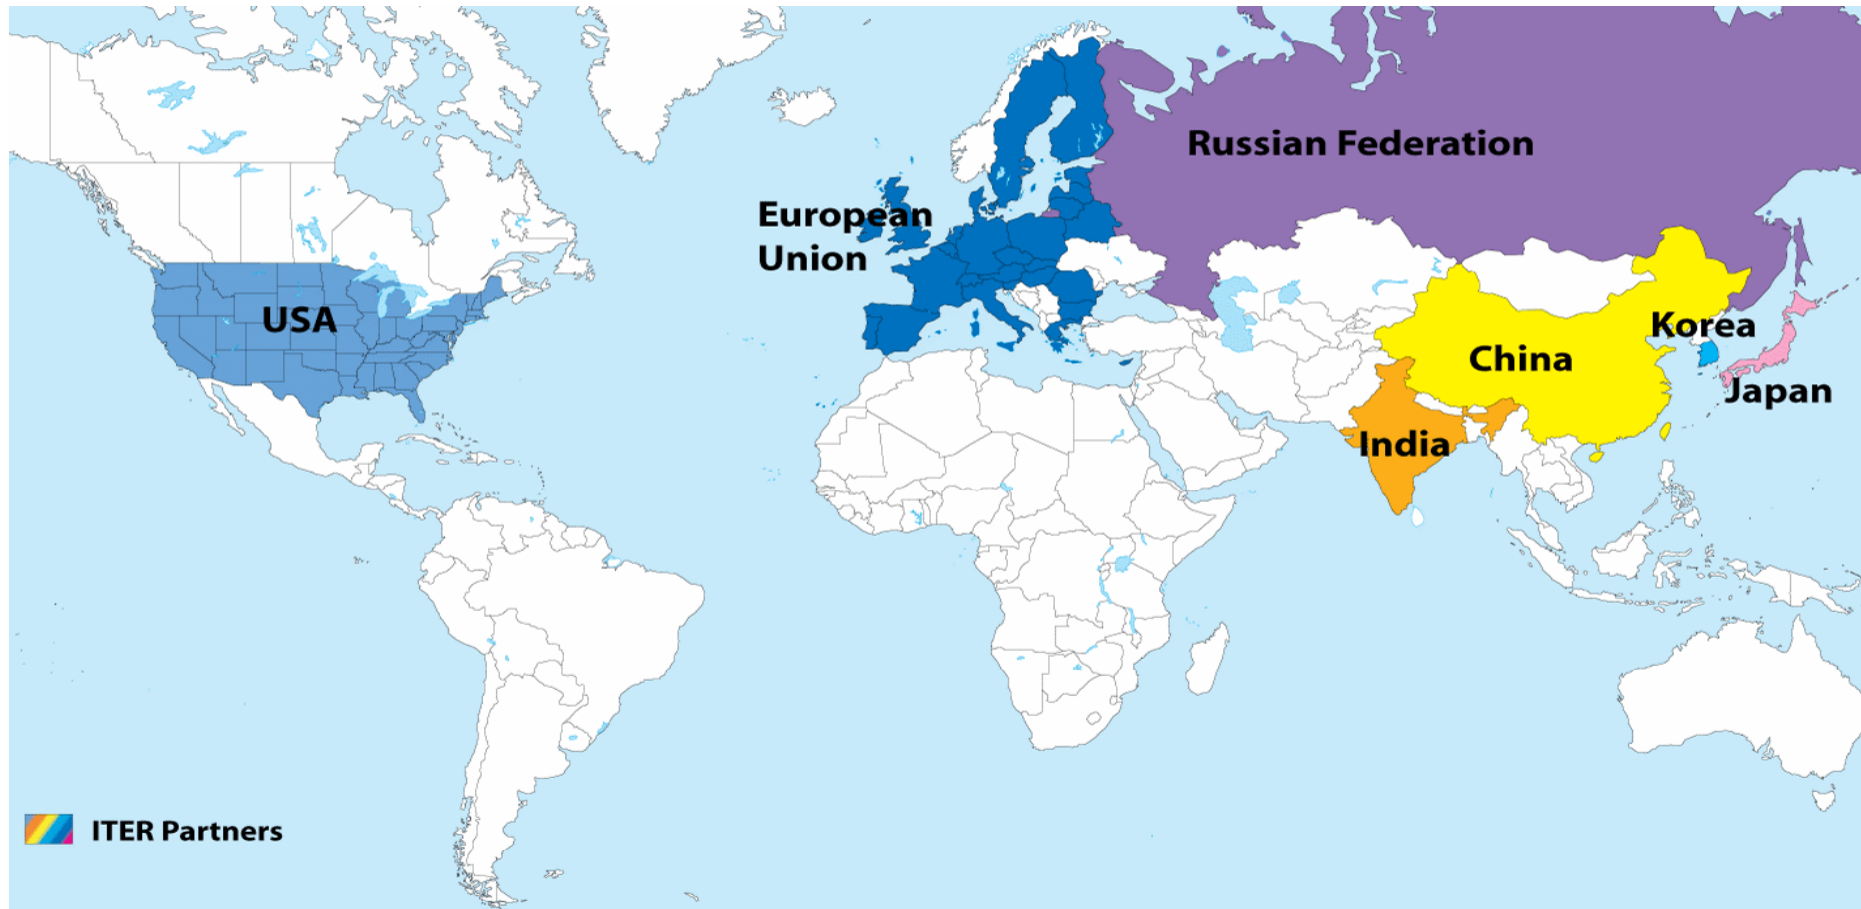 Russian Federation
European
Union
USA
Korea
China
Japan
India
ITER Partners